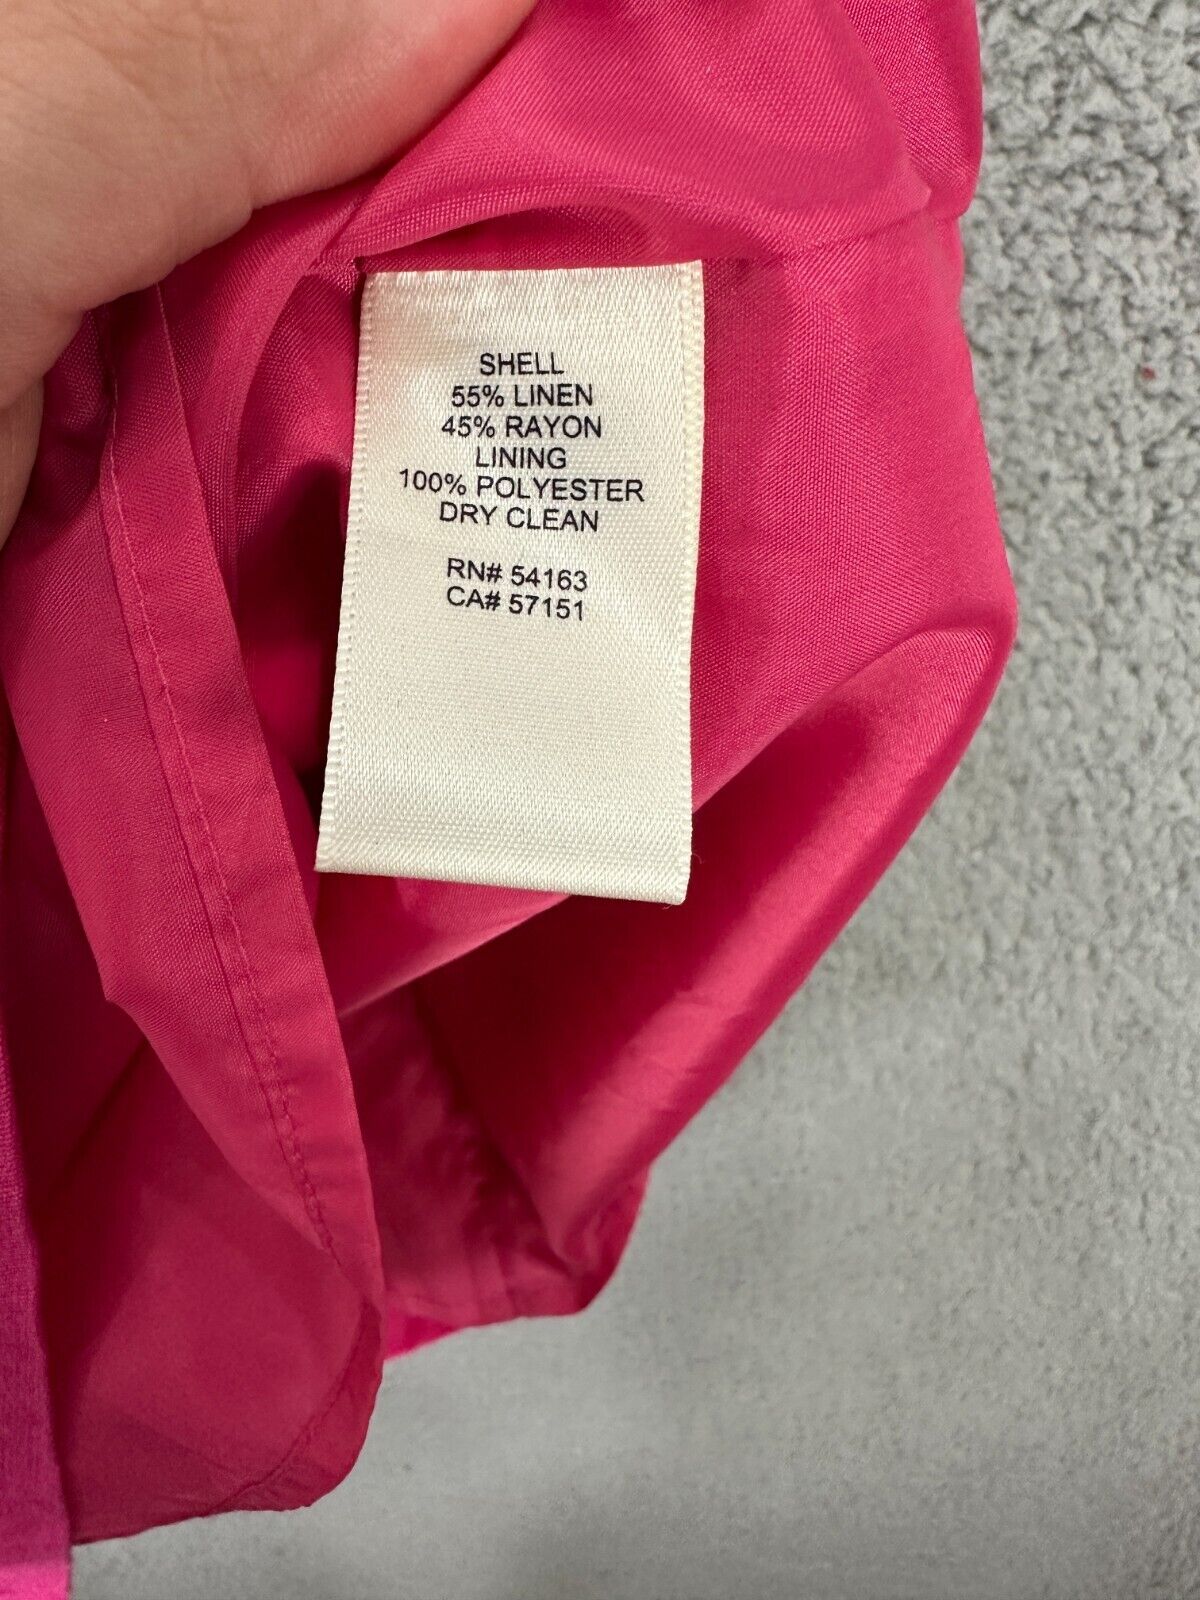 SHELL
55% LINEN
45% RAYON
LINING
100% POLYESTER
DRY CLEAN
RN# 54163
CA# 57151